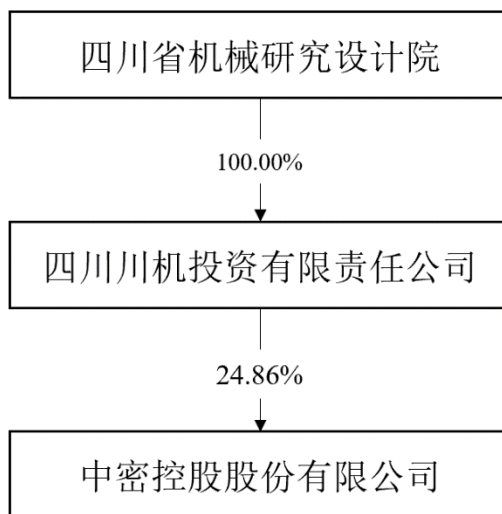 四川省机械研究设计院
100.00%
四川川机投资有限责任公司
24.86%
中密控股股份有限公司